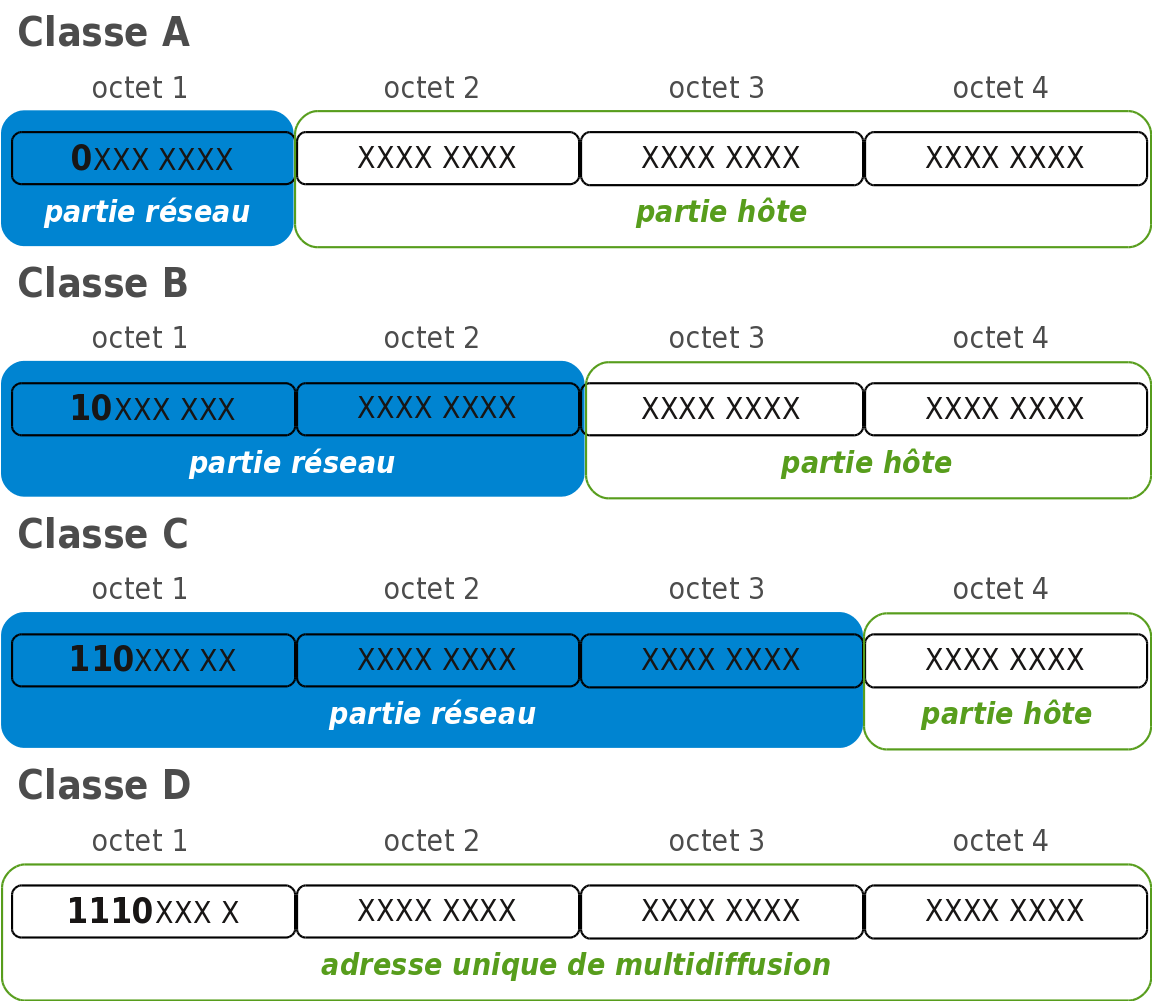 Classe A
octet 1 octet 2 octet 3 octet 4
0XXX XXXX XXXX XXXX XXXX XXXX XXXX XXXX
partie réseau partie hôte
Classe B
octet 1 octet 2 octet 3 octet 4
10XXX XXX XXXX XXXX XXXX XXXX XXXX XXXX
partie réseau partie hôte
Classe C
octet 1 octet 2 octet 3 octet 4
110XXX XX XXXX XXXX XXXX XXXX XXXX XXXX
partie réseau partie hôte
Classe D
octet 1 octet 2 octet 3 octet 4
1110XXX X XXXX XXXX XXXX XXXX XXXX XXXX
adresse unique de multidiffusion